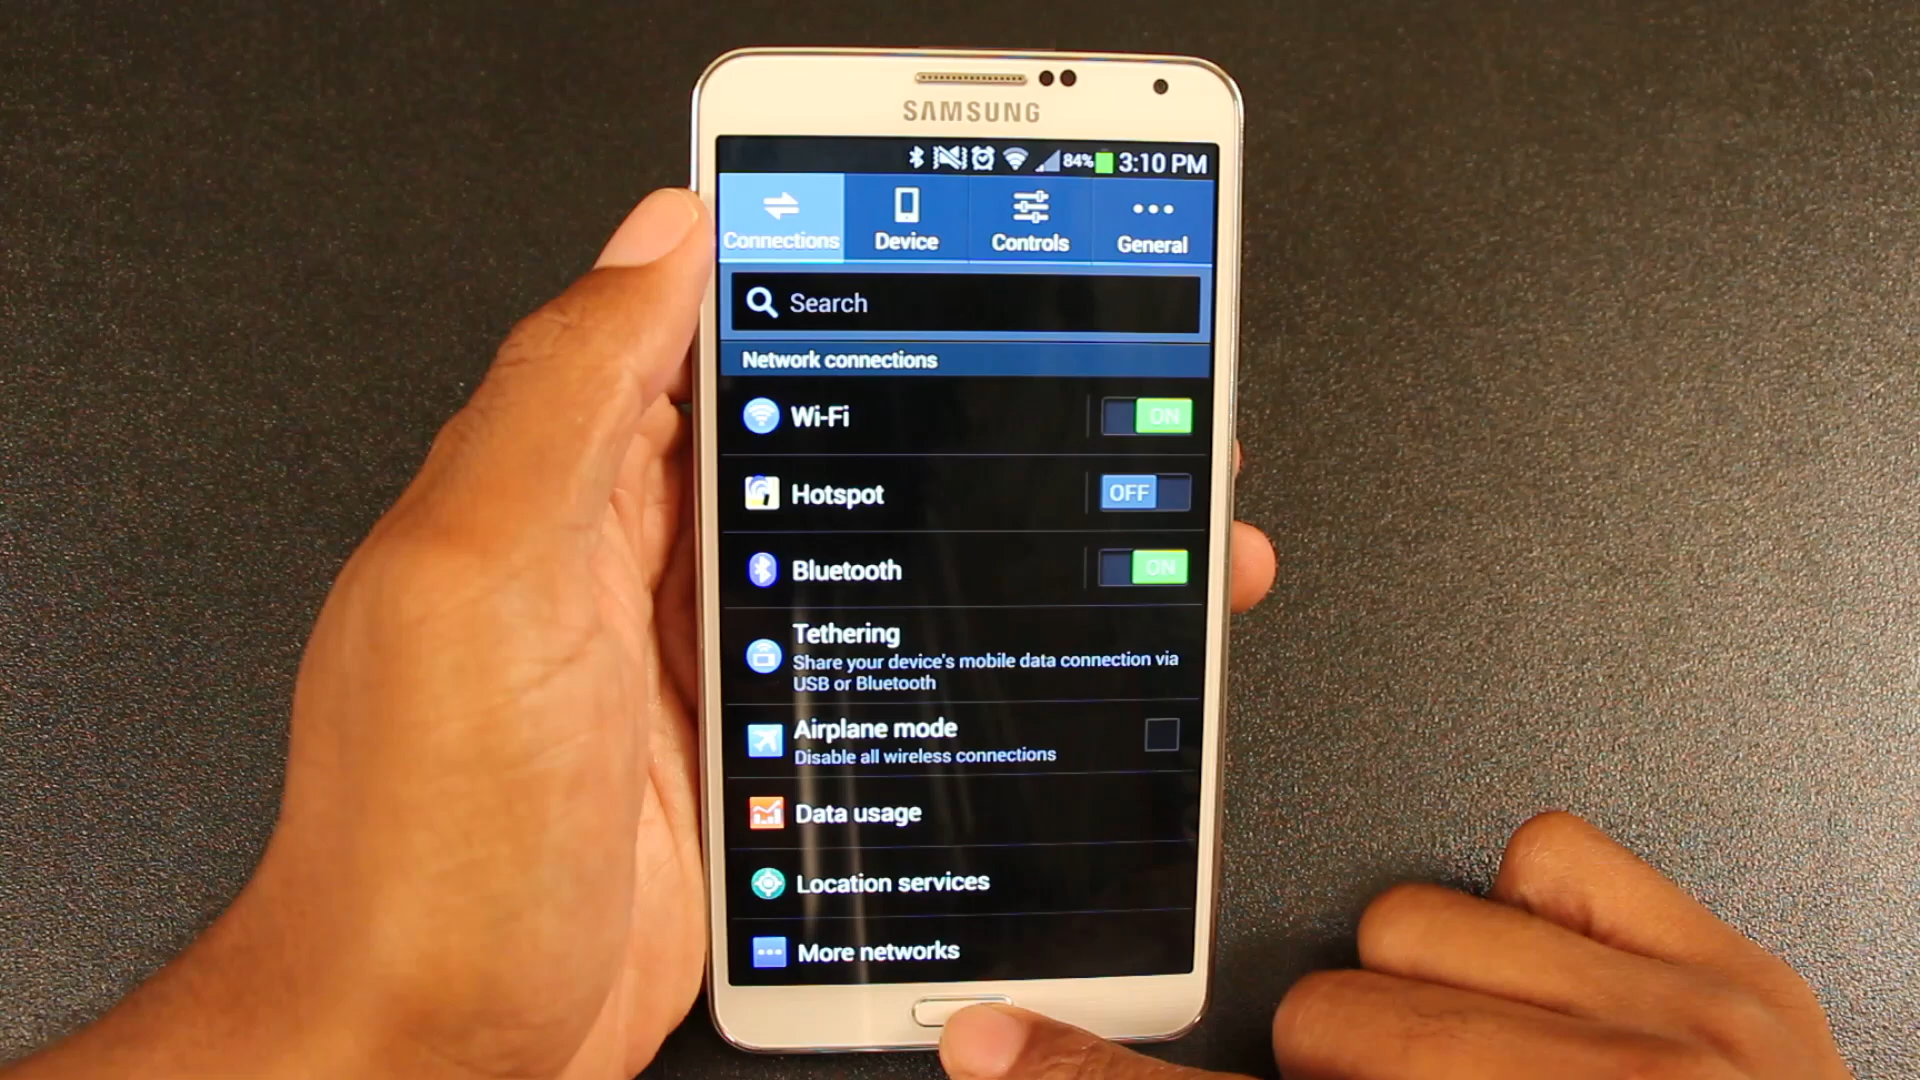 SAMSUNG
84% 3:10 PM
Connections Device Controls General
Search
Network connections
Wi-Fi ON
Hotspot OFF
Bluetooth ON
Tethering
Share your device's mobile data connection via
USB or Bluetooth
Airplane mode
Disable all wireless connections
Data usage
Location services
More networks